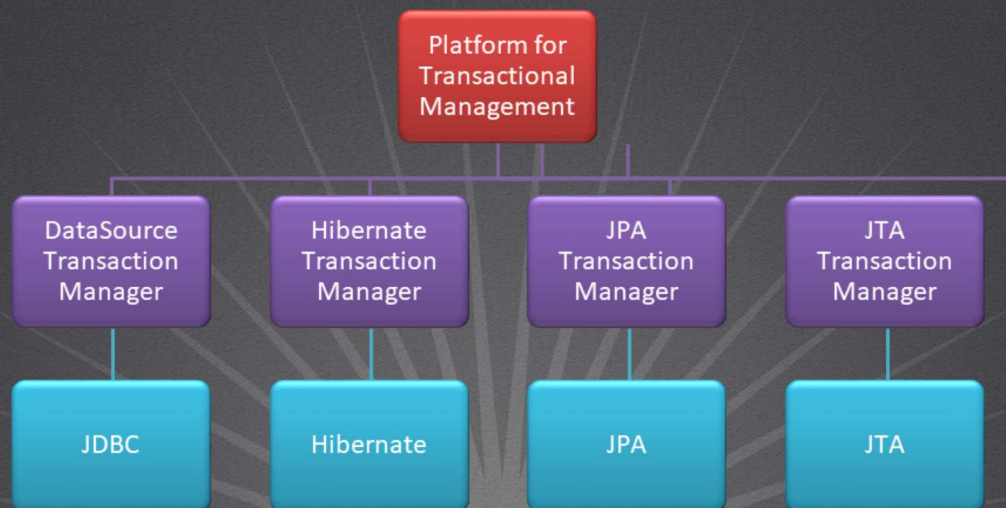 Platform for
Transactional
Management
DataSource
Transaction
Manager
Hibernate
Transaction
Manager
JPA
Transaction
Manager
JTA
Transaction
Manager
JDBC
Hibernate
JPA
JTA